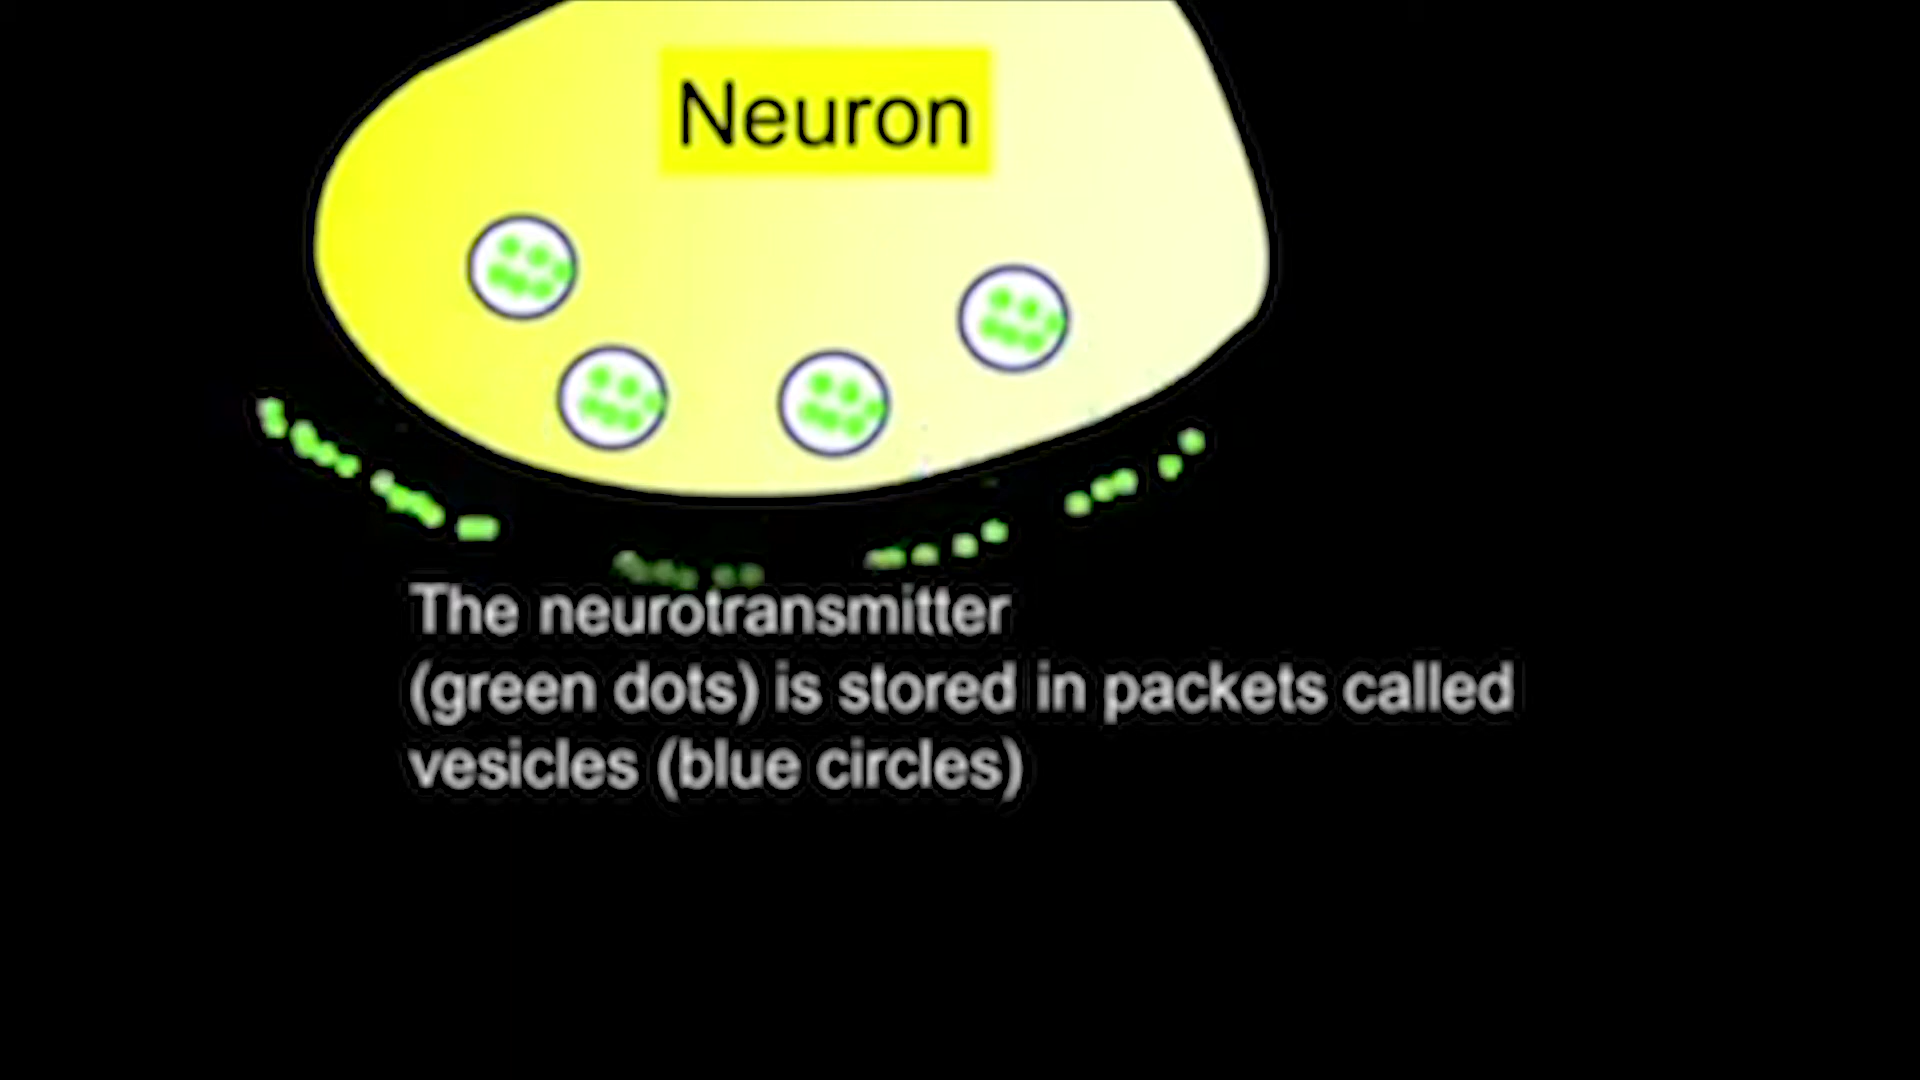 Neuron
The neurotransmitter
(green dots) is stored in packets called
vesicles (blue circles)